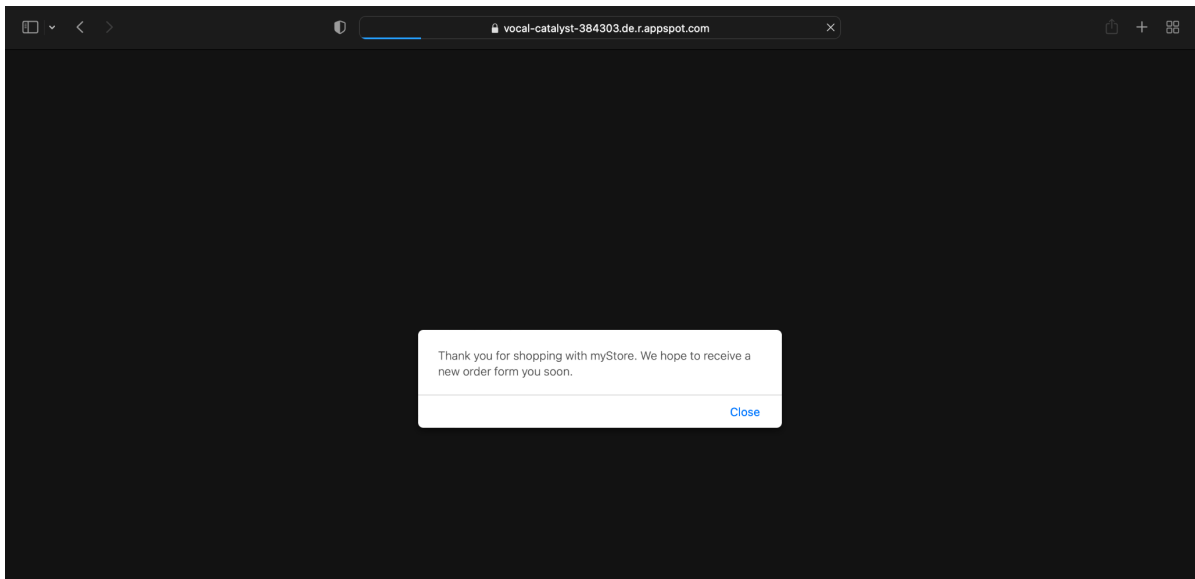 vocal-catalyst-384303.de.r.appspot.com
Thank you for shopping with myStore. We hope to receive a
new order form you soon.
Close